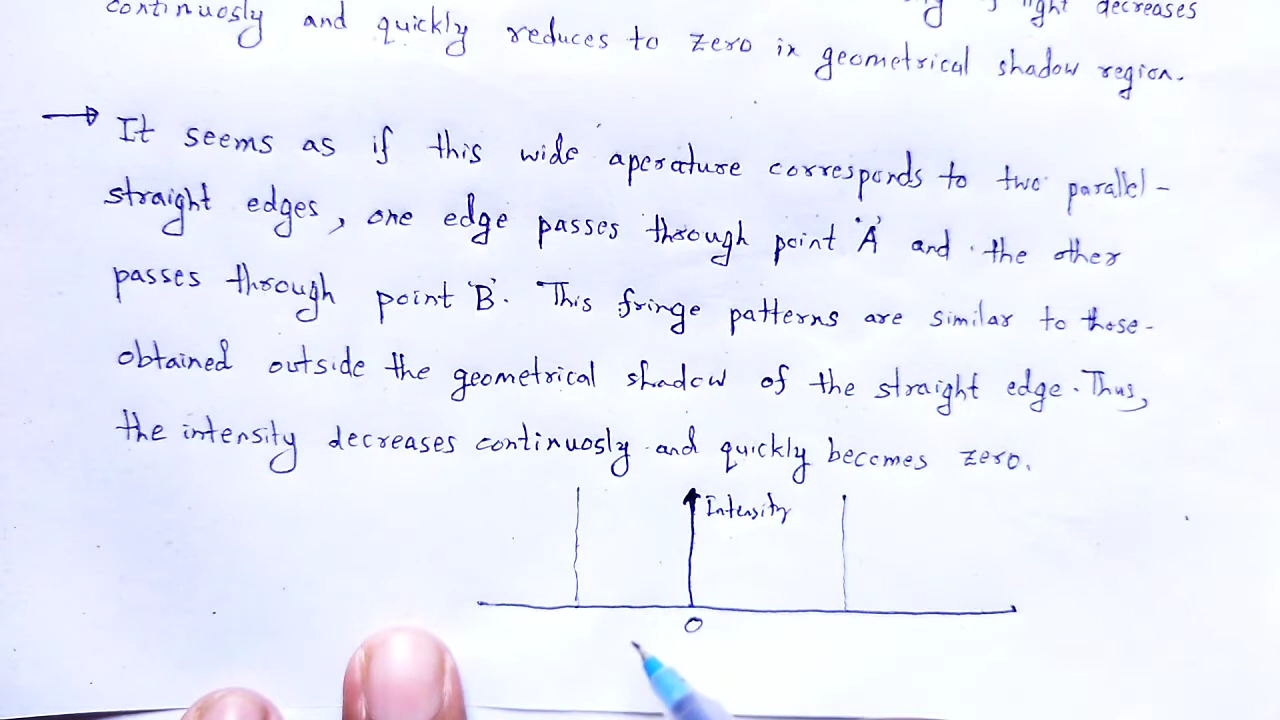 continuosly and quickly reduces to zero in geometrical shadow region.
light decreases
→ It seems as if this wide aperature corresponds to two parallel-
straight edges, one edge passes through point 'A' and the other
passes through point 'B'. This fringe patterns are similar to those-
obtained outside the geometrical shadow of the straight edge. Thus,
the intensity decreases continuosly and quickly becomes zero.
Intensity
O